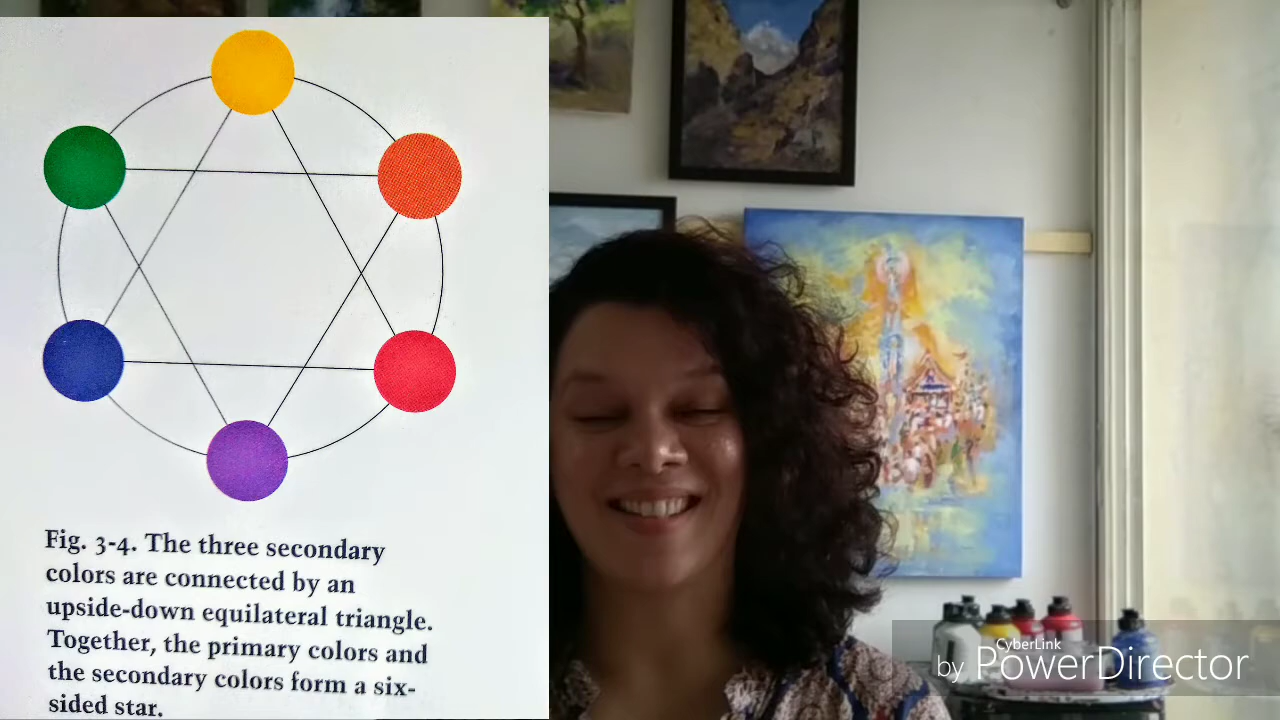 Fig. 3-4. The three secondary
colors are connected by an
upside-down equilateral triangle.
Together, the primary colors and
the secondary colors form a six-
sided star.
CyberLink
by PowerDirector